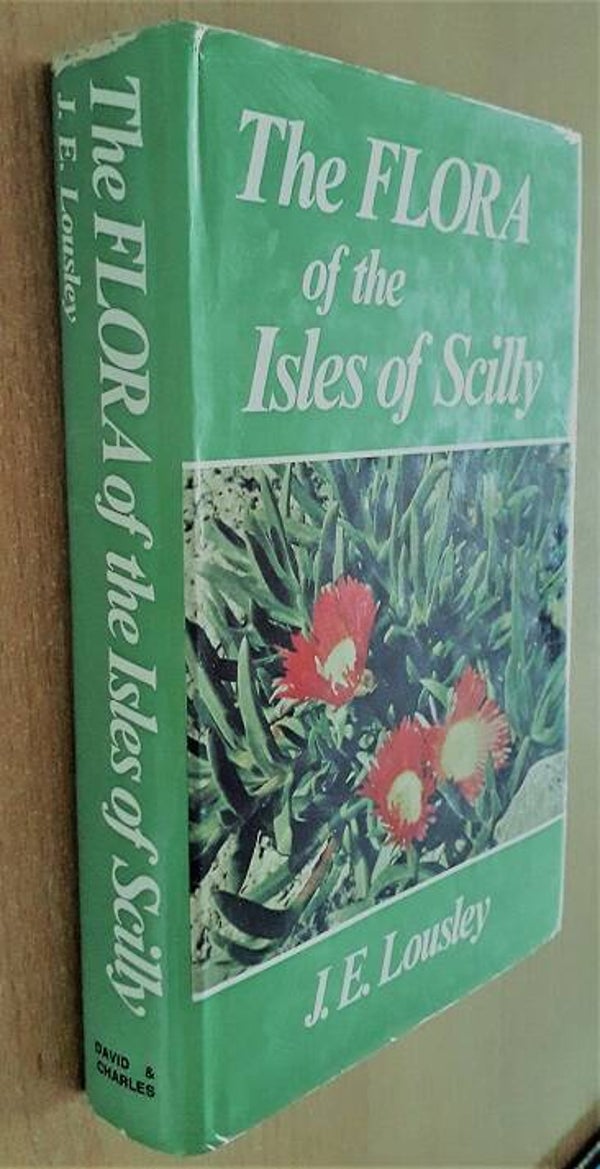 The FLORA
of the
Isles of Scilly
J. E. Lousley
The FLORA of the Isles of Scilly
J. E. Lousley
DAVID &
CHARLES